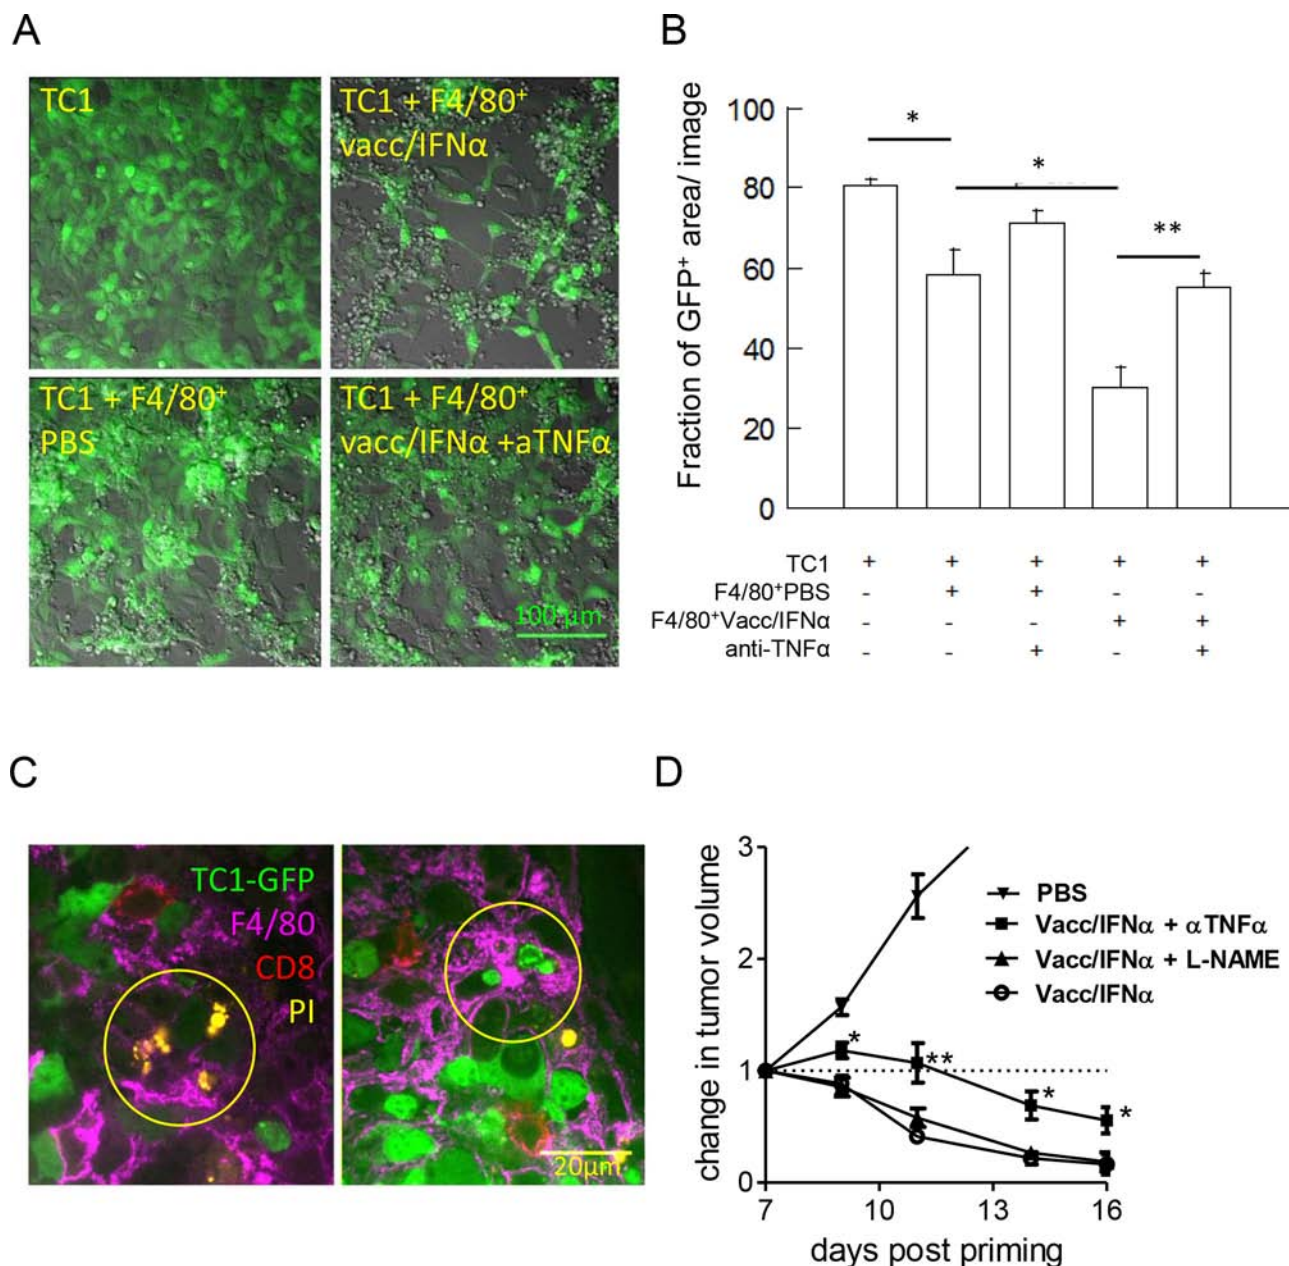 A
TC1
TC1 + F4/80⁺
vacc/IFNα
TC1 + F4/80⁺
PBS
TC1 + F4/80⁺
vacc/IFNα +aTNFα
100 µm
B
Fraction of GFP⁺ area/ image
100
80
60
40
20
0
*
*
**
TC1 + + + + +
F4/80⁺PBS - + + - -
F4/80⁺Vacc/IFNα - - - + +
anti-TNFα - - + - +
C
TC1-GFP
F4/80
CD8
PI
20µm
D
change in tumor volume
3
2
1
0
7 10 13 16
days post priming
PBS
Vacc/IFNα + αTNFα
Vacc/IFNα + L-NAME
Vacc/IFNα
*
**
*
*